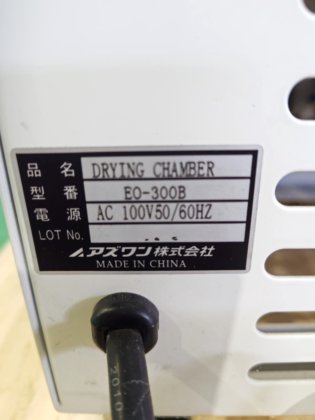 品名 DRYING CHAMBER
型番 EO-300B
電源 AC 100V50/60HZ
LOT No.
アズワン株式会社
MADE IN CHINA
2010